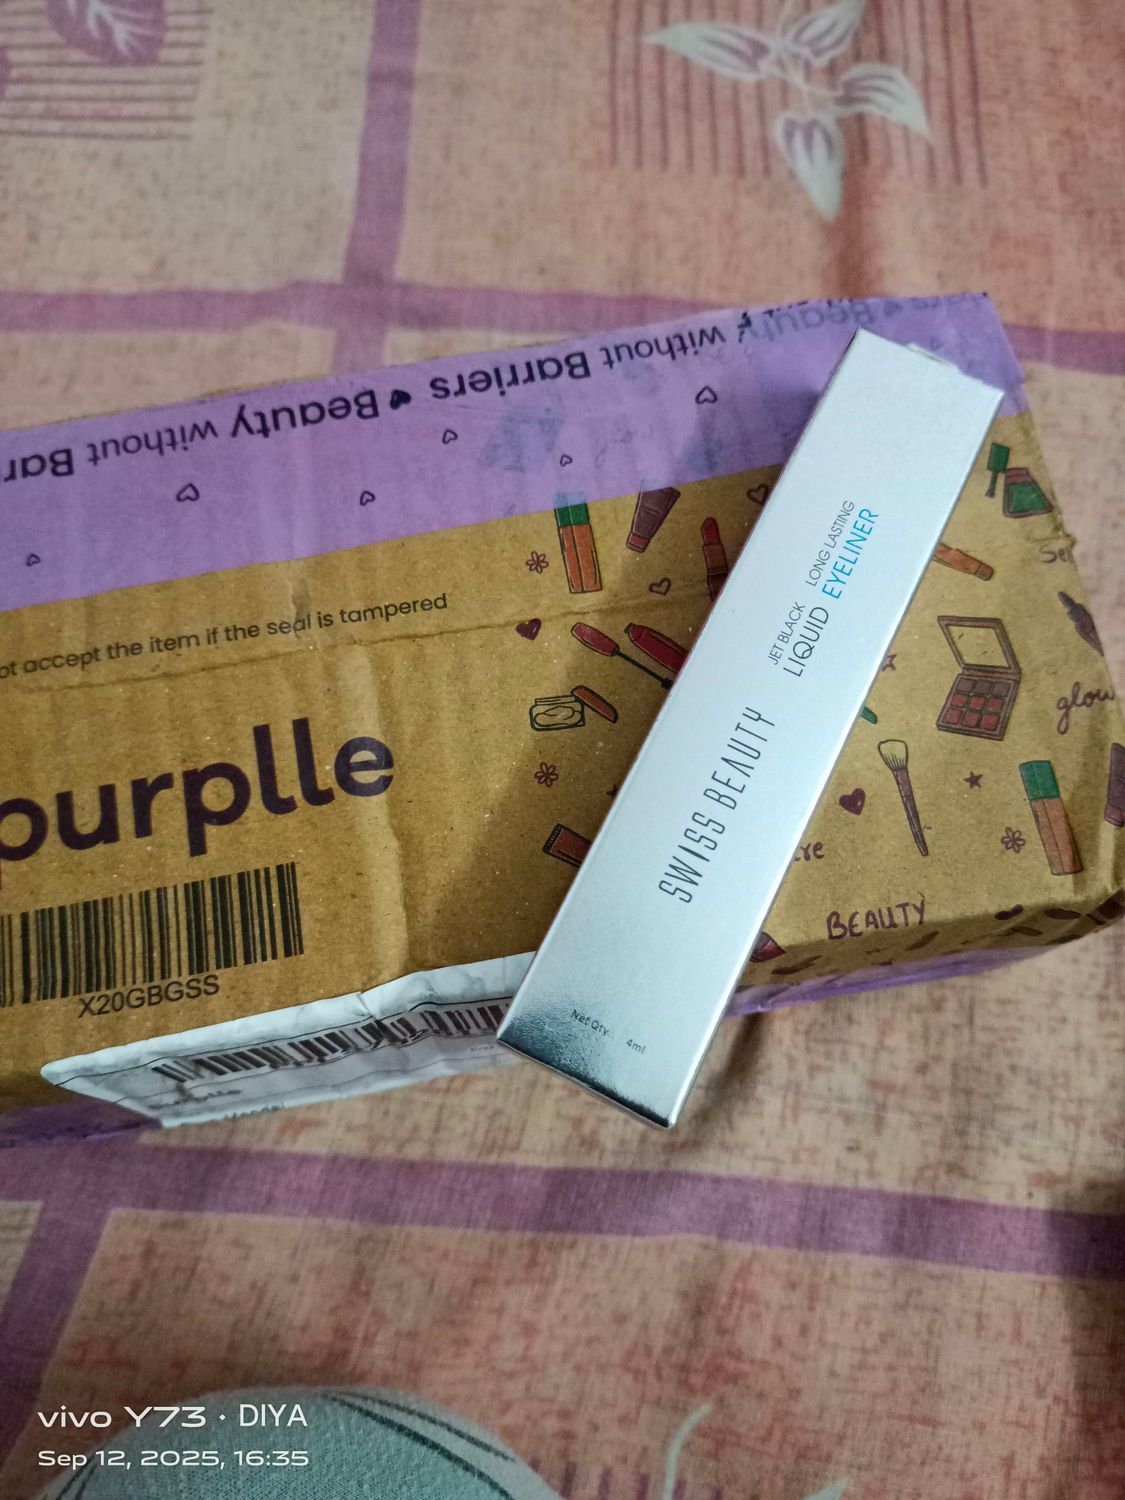 Beauty without Barriers ♥ Beauty without Bar
ot accept the item if the seal is tampered
purplle
X20GBGSS
SWISS BEAUTY
JET BLACK LONG LASTING
LIQUID EYELINER
Net Qty. 4ml
glow
BEAUTY
vivo Y73 · DIYA
Sep 12, 2025, 16:35